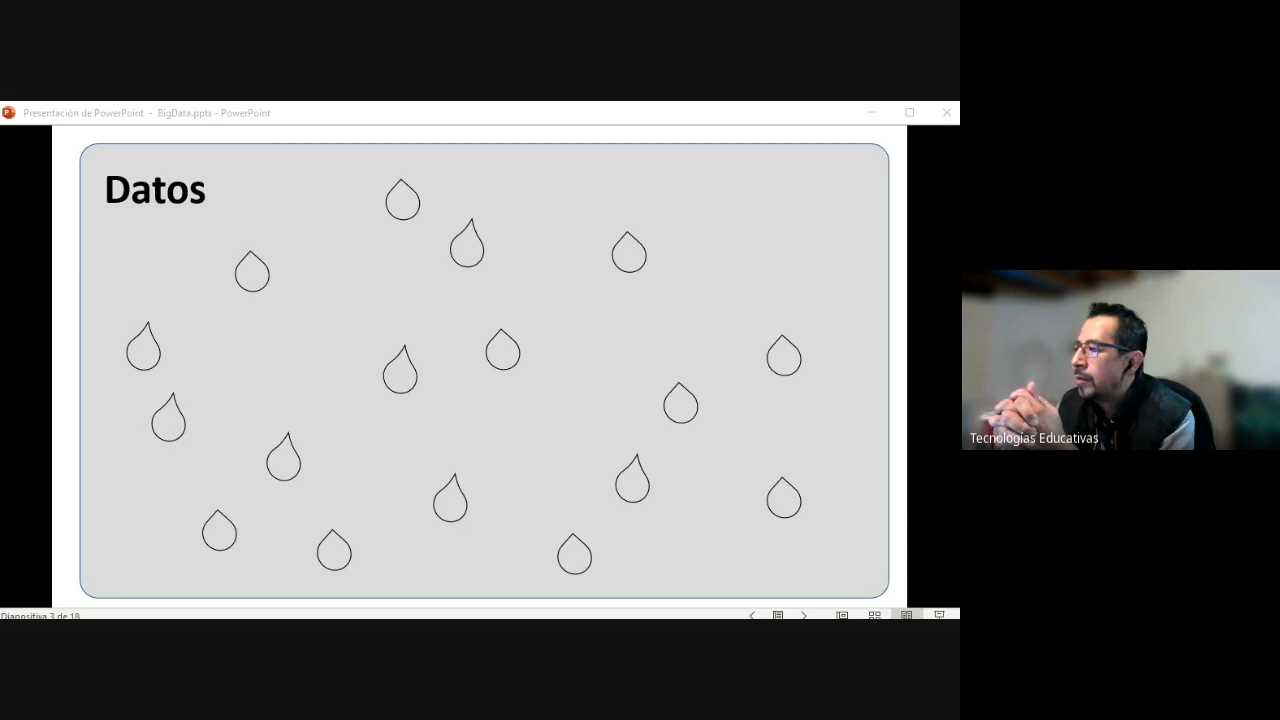 Presentación de PowerPoint - BigData.pptx - PowerPoint
Datos
Tecnologías Educativas
Diapositiva 3 de 18